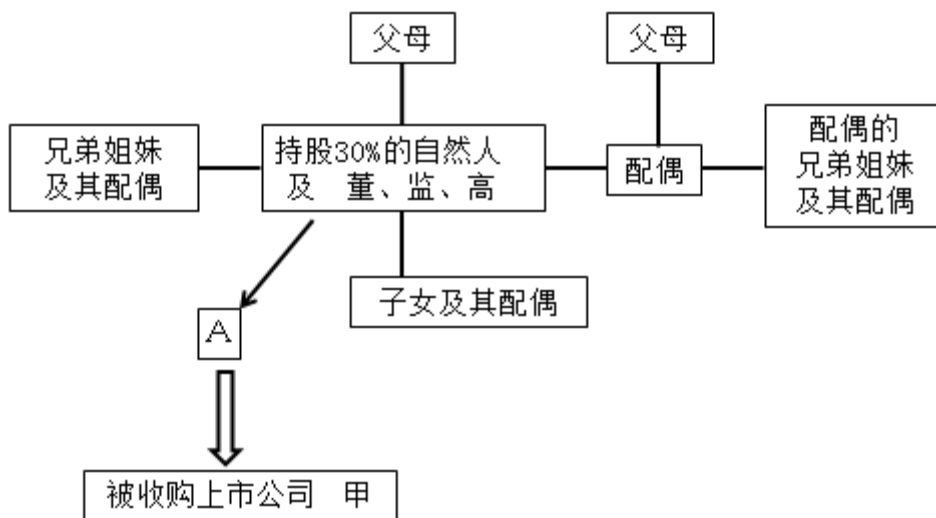 父母
父母
兄弟姐妹
及其配偶
持股30%的自然人
及 董、监、高
配偶
配偶的
兄弟姐妹
及其配偶
子女及其配偶
A
被收购上市公司 甲